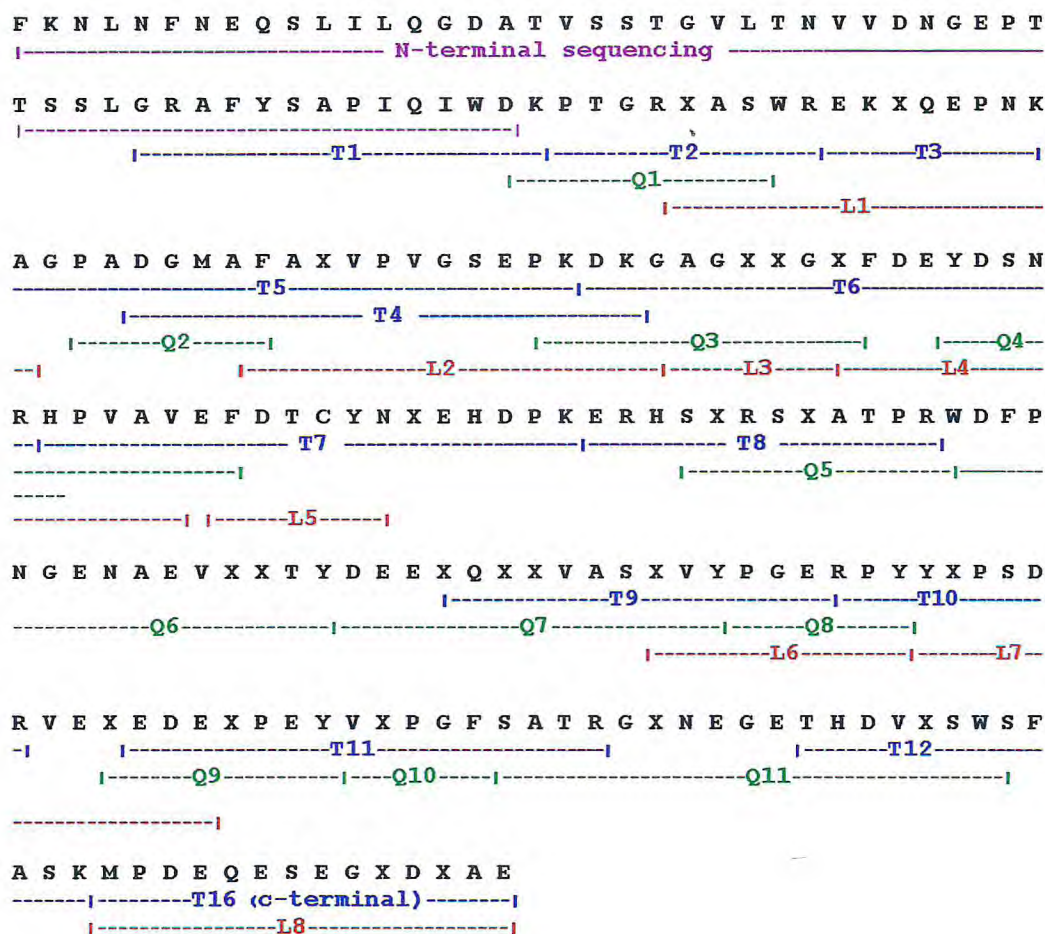 F K N L N F N E Q S L I L Q G D A T V S S T G V L T N V V D N G E P T
N-terminal sequencing
T S S L G R A F Y S A P I Q I W D K P T G R X A S W R E K X Q E P N K
T1 T2 T3
Q1
L1
A G P A D G M A F A X V P V G S E P K D K G A G X X G X F D E Y D S N
T5 T6
T4
Q2 Q3 Q4
L2 L3 L4
R H P V A V E F D T C Y N X E H D P K E R H S X R S X A T P R W D F P
T7 T8
Q5
L5
N G E N A E V X X T Y D E E X Q X X V A S X V Y P G E R P Y Y X P S D
T9 T10
Q6 Q7 Q8
L6 L7
R V E X E D E X P E Y V X P G F S A T R G X N E G E T H D V X S W S F
T11 T12
Q9 Q10 Q11
A S K M P D E Q E S E G X D X A E
T16 (c-terminal)
L8